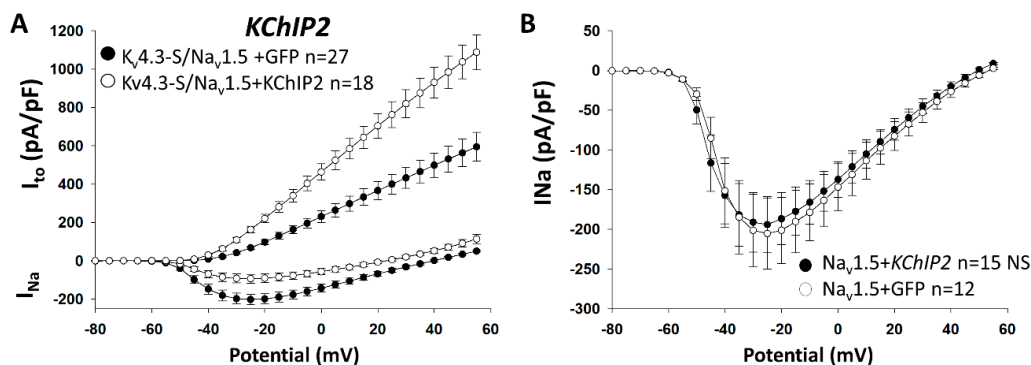 A
KChIP2
Kv4.3-S/Nav1.5 +GFP n=27
Kv4.3-S/Nav1.5+KChIP2 n=18
1200
1000
800
600
400
200
0
-200
Ito (pA/pF)
INa
-80 -60 -40 -20 0 20 40 60
Potential (mV)
B
50
0
-50
-100
-150
-200
-250
-300
INa (pA/pF)
Nav1.5+KChIP2 n=15 NS
Nav1.5+GFP n=12
-80 -60 -40 -20 0 20 40 60
Potential (mV)